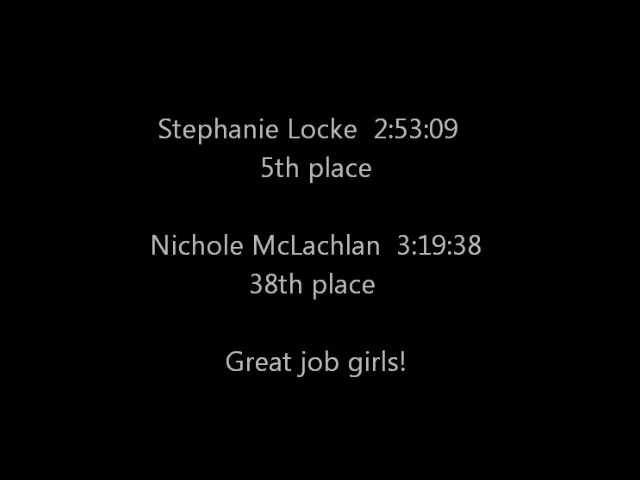 Stephanie Locke  2:53:09
5th place
Nichole McLachlan  3:19:38
38th place
Great job girls!